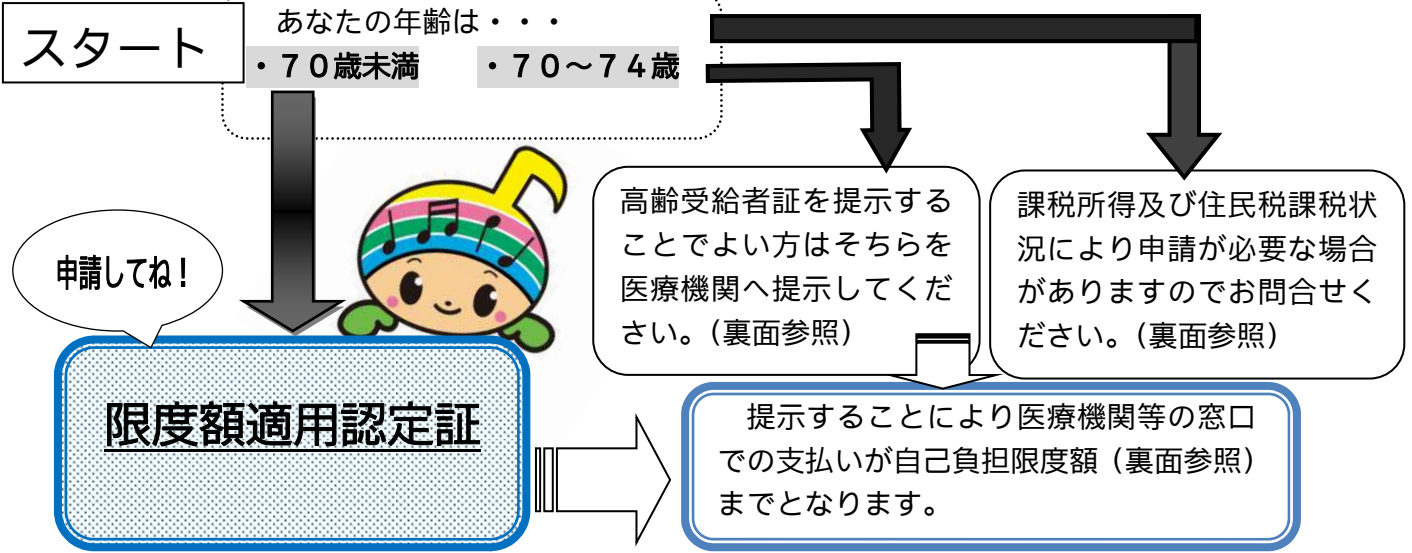 スタート
あなたの年齢は・・・
・７０歳未満　・７０～７４歳
申請してね！
限度額適用認定証
高齢受給者証を提示する
ことでよい方はそちらを
医療機関へ提示してくだ
さい。（裏面参照）
課税所得及び住民税課税状
況により申請が必要な場合
がありますのでお問合せく
ださい。（裏面参照）
提示することにより医療機関等の窓口
での支払いが自己負担限度額（裏面参照）
までとなります。